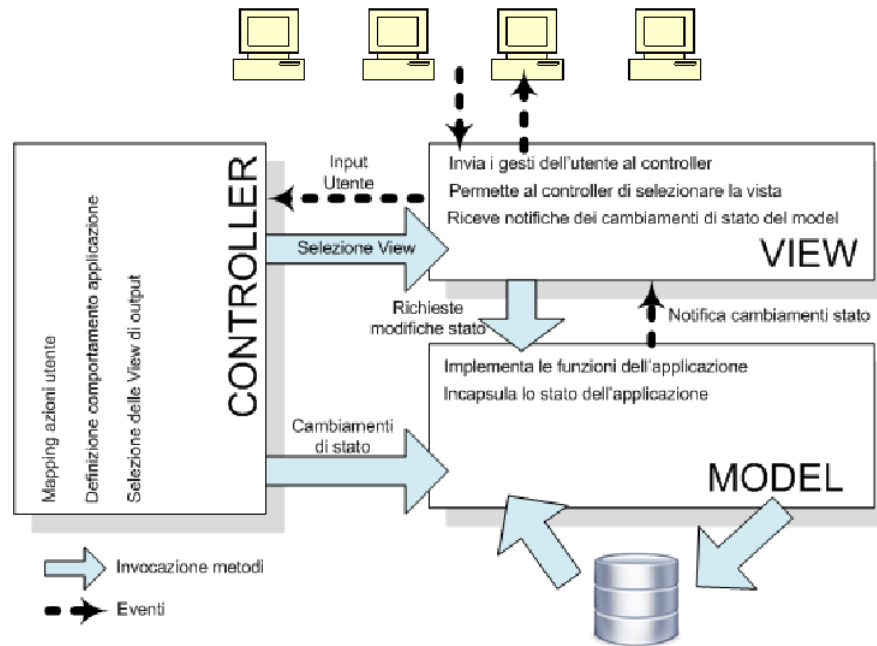 Invia i gesti dell'utente al controller
Permette al controller di selezionare la vista
Riceve notifiche dei cambiamenti di stato del model
VIEW
Input
Utente
Selezione View
CONTROLLER
Mapping azioni utente
Definizione comportamento applicazione
Selezione delle View di output
Richieste
modifiche stato
Notifica cambiamenti stato
Implementa le funzioni dell'applicazione
Incapsula lo stato dell'applicazione
MODEL
Cambiamenti
di stato
Invocazione metodi
Eventi